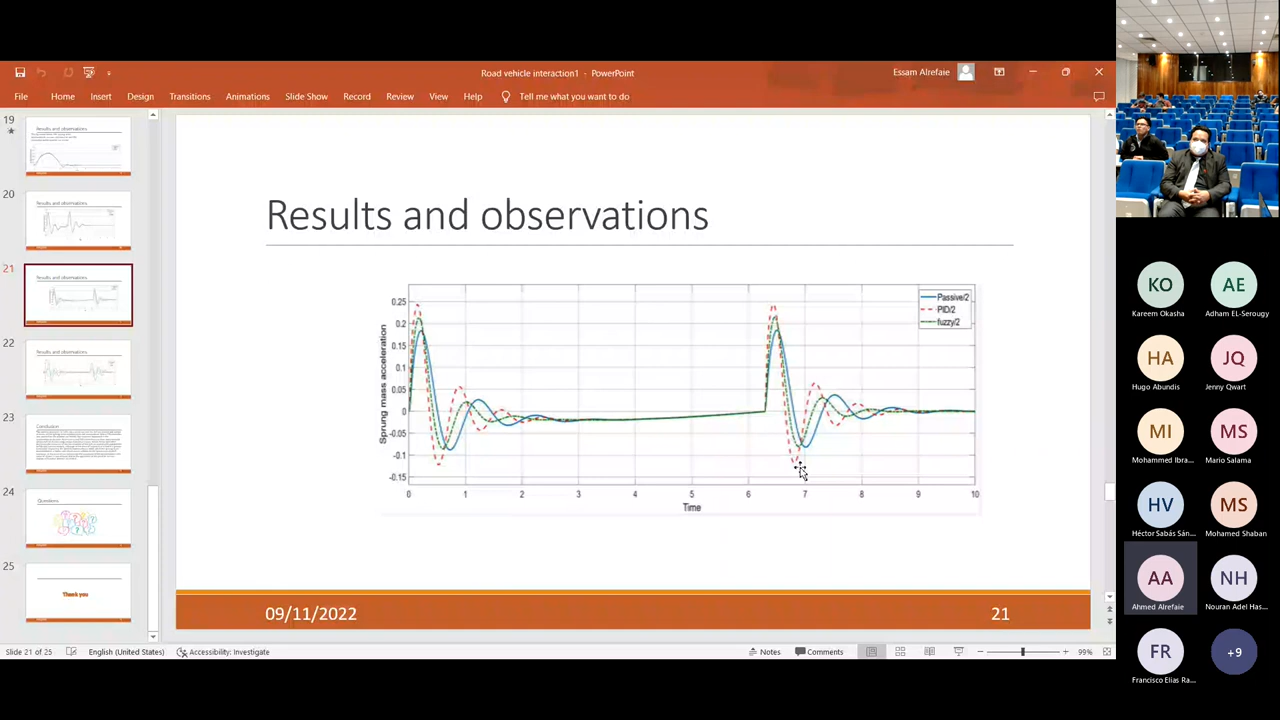 Road vehicle interaction1 - PowerPoint
Essam Alrefaie
File Home Insert Design Transitions Animations Slide Show Record Review View Help Tell me what you want to do
19
Results and observations
20
Results and observations
21
Results and observations
22
Results and observations
23
Conclusion
24
Questions
25
Thank you
Results and observations
Passive/2
PID/2
fuzzy/2
Sprung mass acceleration
0.25
0.2
0.15
0.1
0.05
0
-0.05
-0.1
-0.15
0 1 2 3 4 5 6 7 8 9 10
Time
09/11/2022 21
Slide 21 of 25 English (United States) Accessibility: Investigate Notes Comments 99%
KO AE
Kareem Okasha Adham EL-Serougy
HA JQ
Hugo Abundis Jenny Qwart
MI MS
Mohammed Ibra... Mario Salama
HV MS
Héctor Sabás Sán... Mohamed Shaban
AA NH
Ahmed Alrefaie Nouran Adel Has...
FR +9
Francisco Elias Ra...